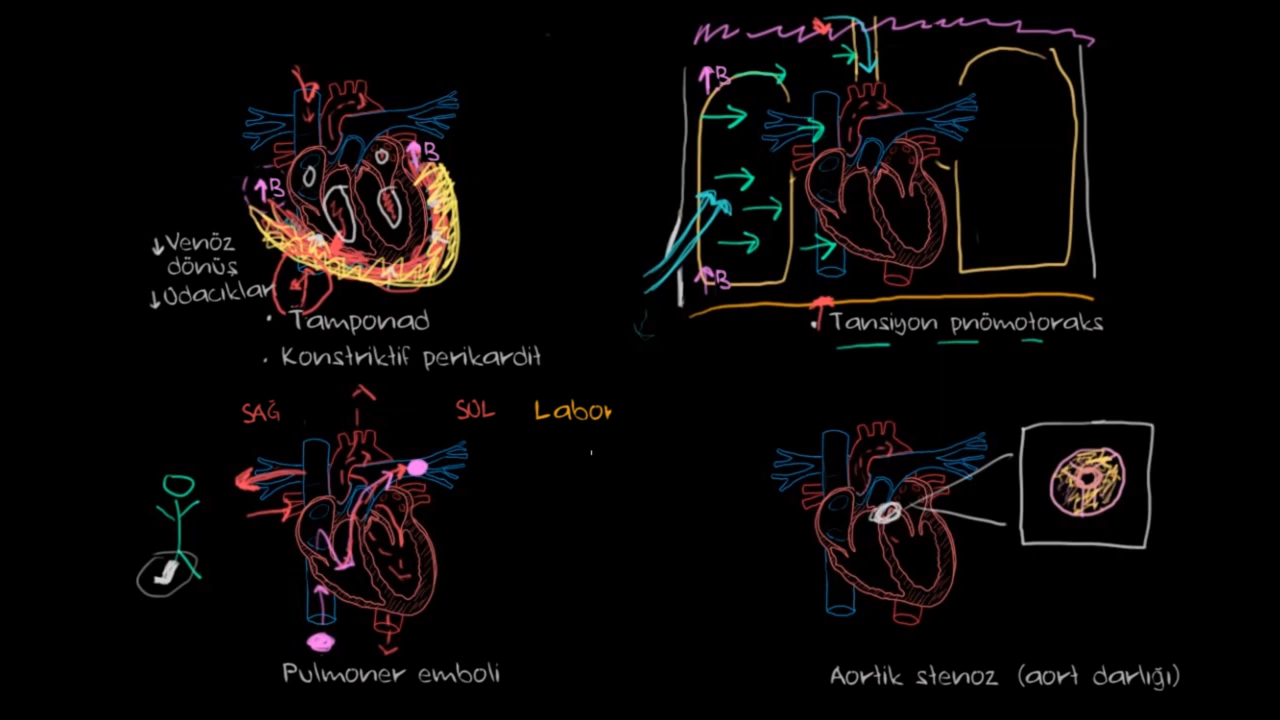 B
B
↓ Venöz
dönüş
↓ Odacıklar
• Tamponad
• Konstriktif perikardit
↑B
↑B
• Tansiyon pnömotoraks
SAĞ
SOL
Labor
Pulmoner emboli
Aortik stenoz (aort darlığı)